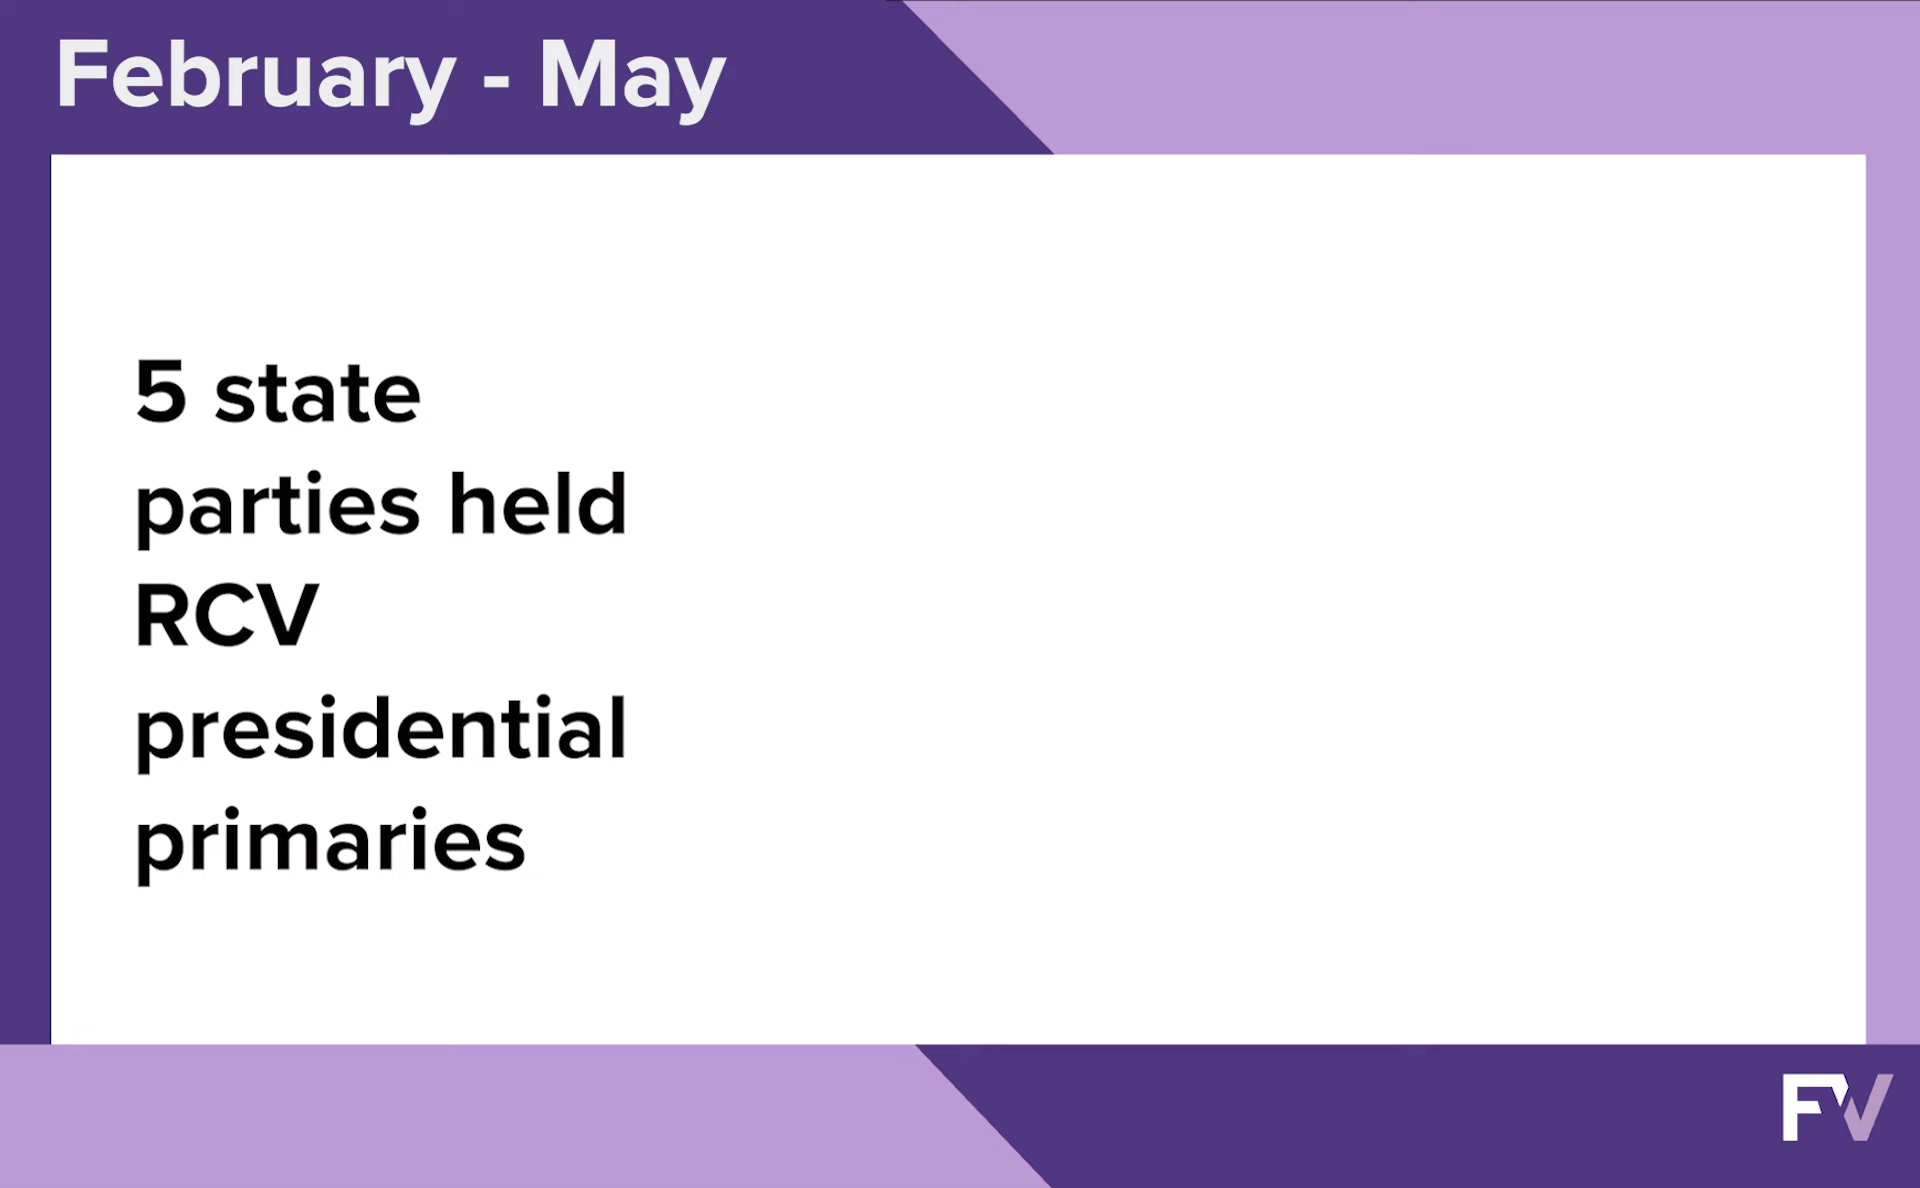 February - May
5 state
parties held
RCV
presidential
primaries
FV